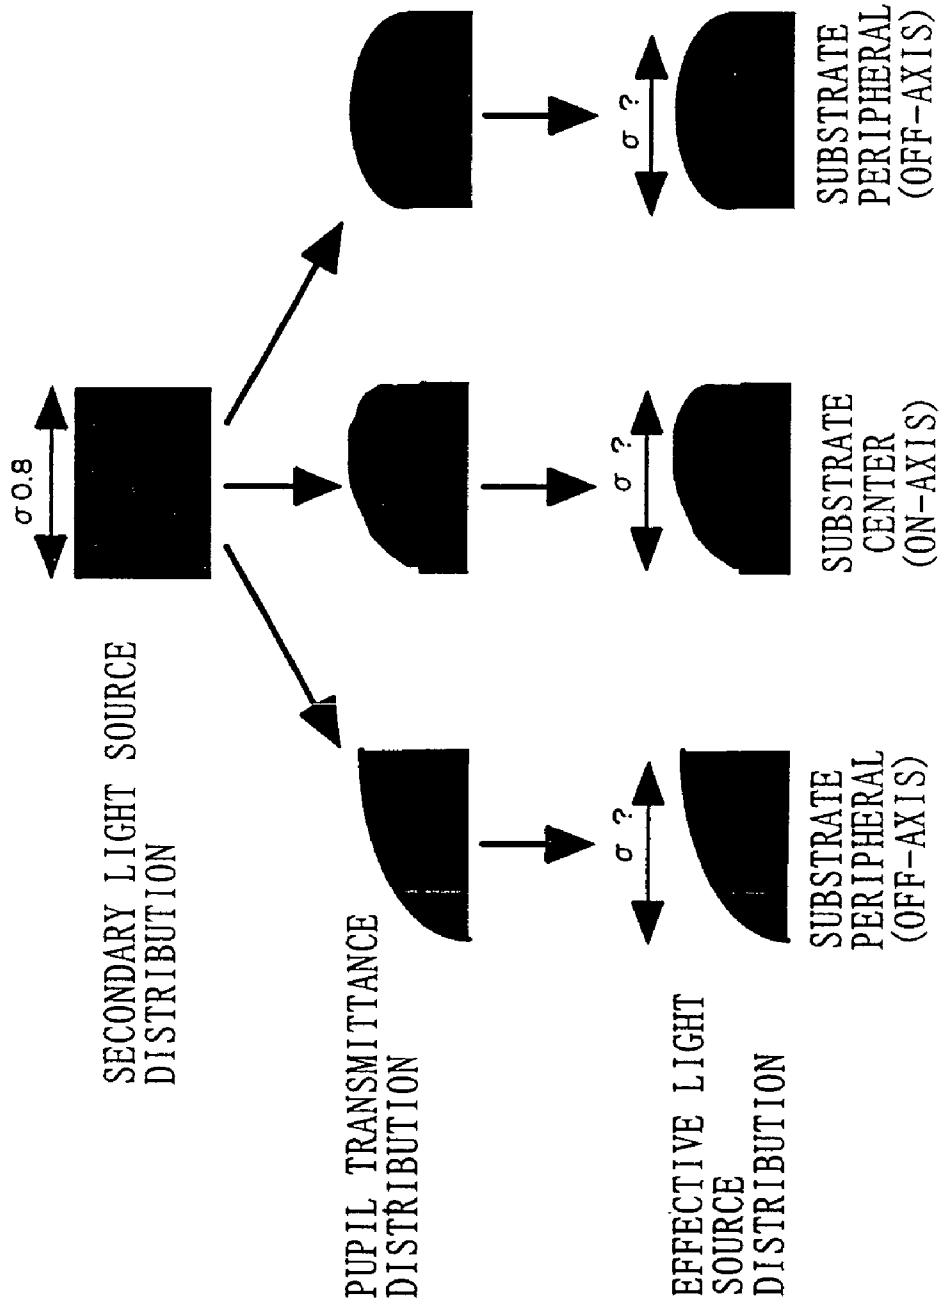 σ 0.8
SECONDARY LIGHT SOURCE
DISTRIBUTION
PUPIL TRANSMITTANCE
DISTRIBUTION
σ ?
σ ?
σ ?
EFFECTIVE LIGHT
SOURCE
DISTRIBUTION
SUBSTRATE
PERIPHERAL
(OFF-AXIS)
SUBSTRATE
CENTER
(ON-AXIS)
SUBSTRATE
PERIPHERAL
(OFF-AXIS)